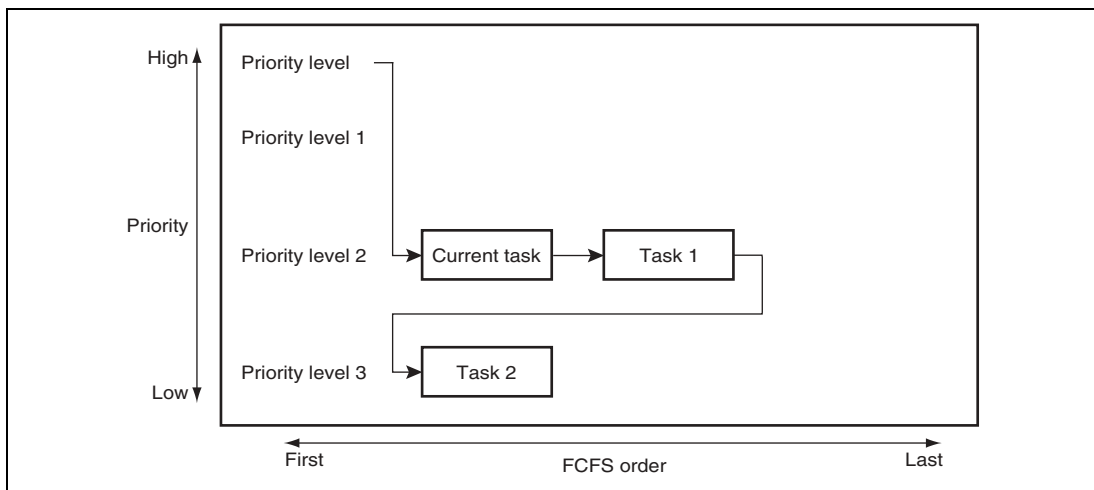 High
Priority level
Priority level 1
Priority
Priority level 2
Current task
Task 1
Priority level 3
Task 2
Low
First
FCFS order
Last